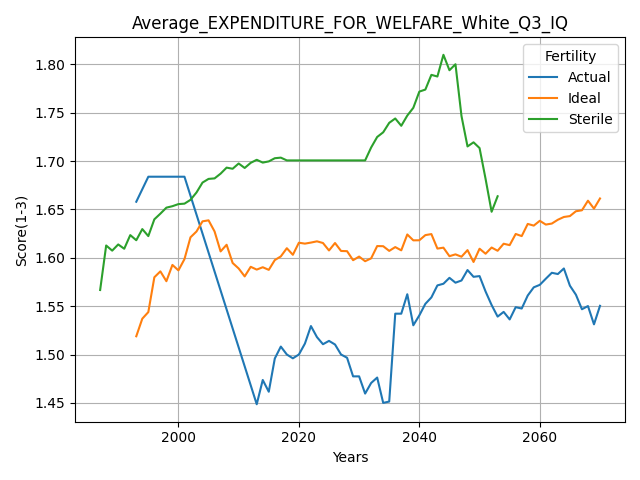 Average_EXPENDITURE_FOR_WELFARE_White_Q3_IQ
Fertility
Actual
Ideal
Sterile
Score(1-3)
1.80
1.75
1.70
1.65
1.60
1.55
1.50
1.45
2000
2020
2040
2060
Years